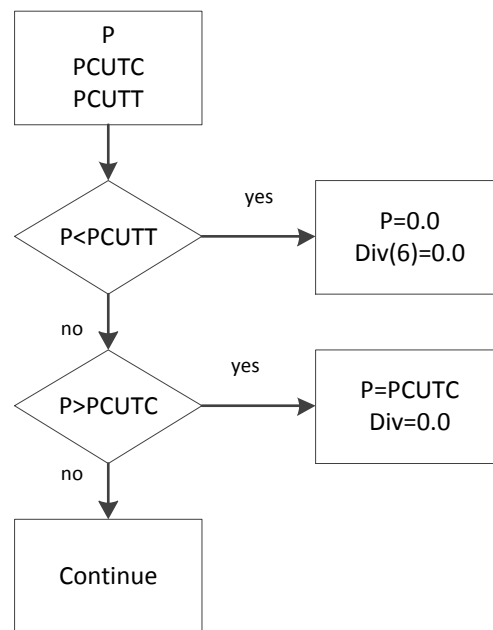 P
PCUTC
PCUTT
P<PCUTT
yes
P=0.0
Div(6)=0.0
no
P>PCUTC
yes
P=PCUTC
Div=0.0
no
Continue